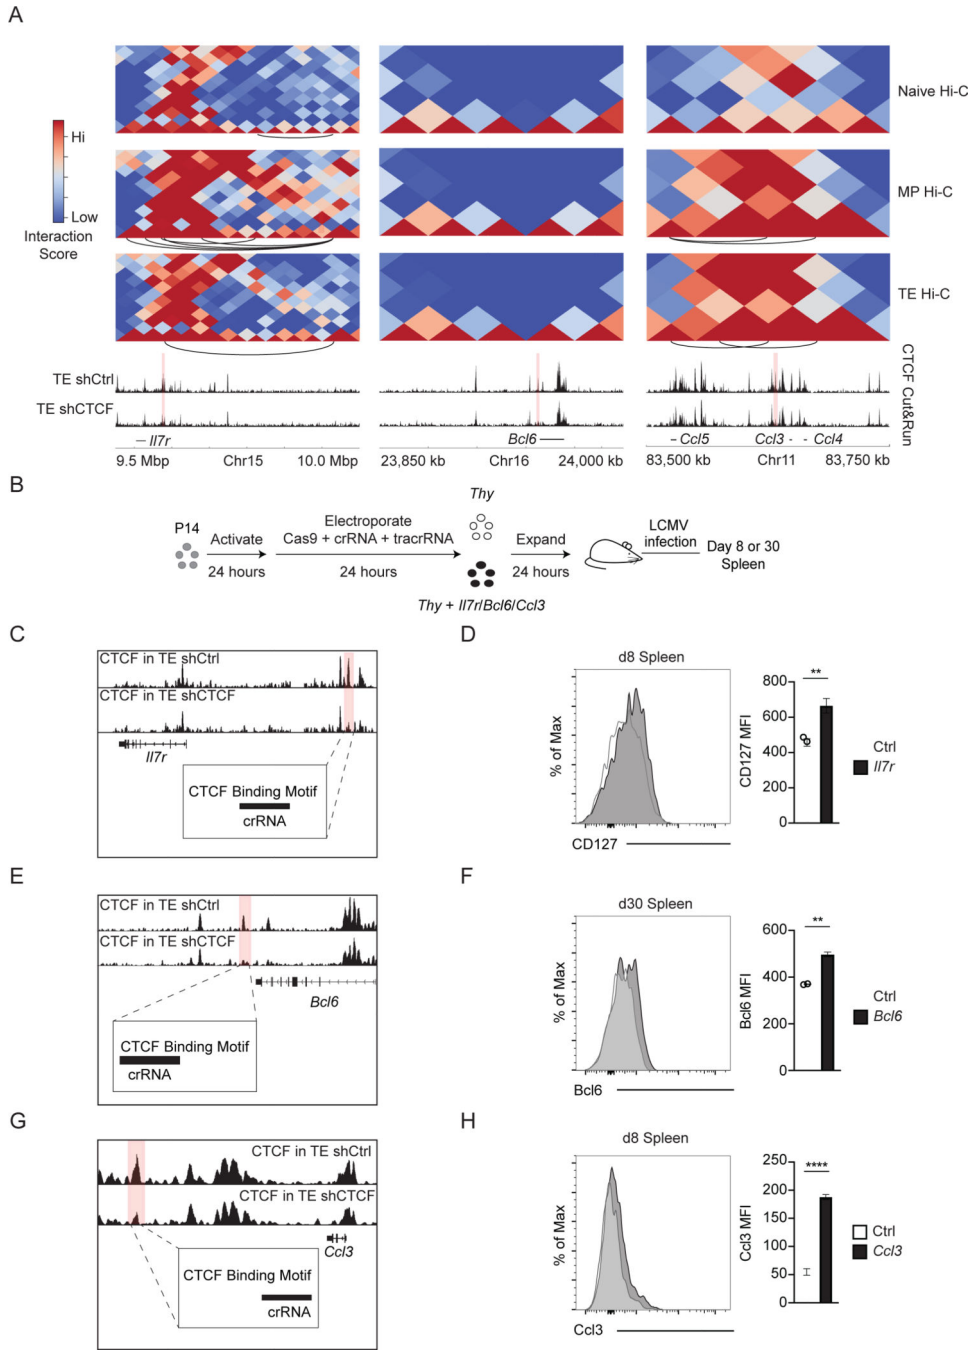 A
Hi
Low
Interaction
Score
Naive Hi-C
MP Hi-C
TE Hi-C
CTCF Cut&Run
TE shCtrl
TE shCTCF
Il7r
Bcl6
Ccl5
Ccl3
Ccl4
9.5 Mbp
Chr15
10.0 Mbp
23,850 kb
Chr16
24,000 kb
83,500 kb
Chr11
83,750 kb
B
P14
Activate
24 hours
Electroporate
Cas9 + crRNA + tracrRNA
24 hours
Thy
Thy + Il7r/Bcl6/Ccl3
Expand
24 hours
LCMV
infection
Day 8 or 30
Spleen
C
CTCF in TE shCtrl
CTCF in TE shCTCF
Il7r
CTCF Binding Motif
crRNA
D
d8 Spleen
% of Max
CD127
CD127 MFI
800
600
400
200
0
**
Ctrl
Il7r
E
CTCF in TE shCtrl
CTCF in TE shCTCF
Bcl6
CTCF Binding Motif
crRNA
F
d30 Spleen
% of Max
Bcl6
Bcl6 MFI
600
400
200
0
**
Ctrl
Bcl6
G
CTCF in TE shCtrl
CTCF in TE shCTCF
Ccl3
CTCF Binding Motif
crRNA
H
d8 Spleen
% of Max
Ccl3
Ccl3 MFI
250
200
150
100
50
0
****
Ctrl
Ccl3